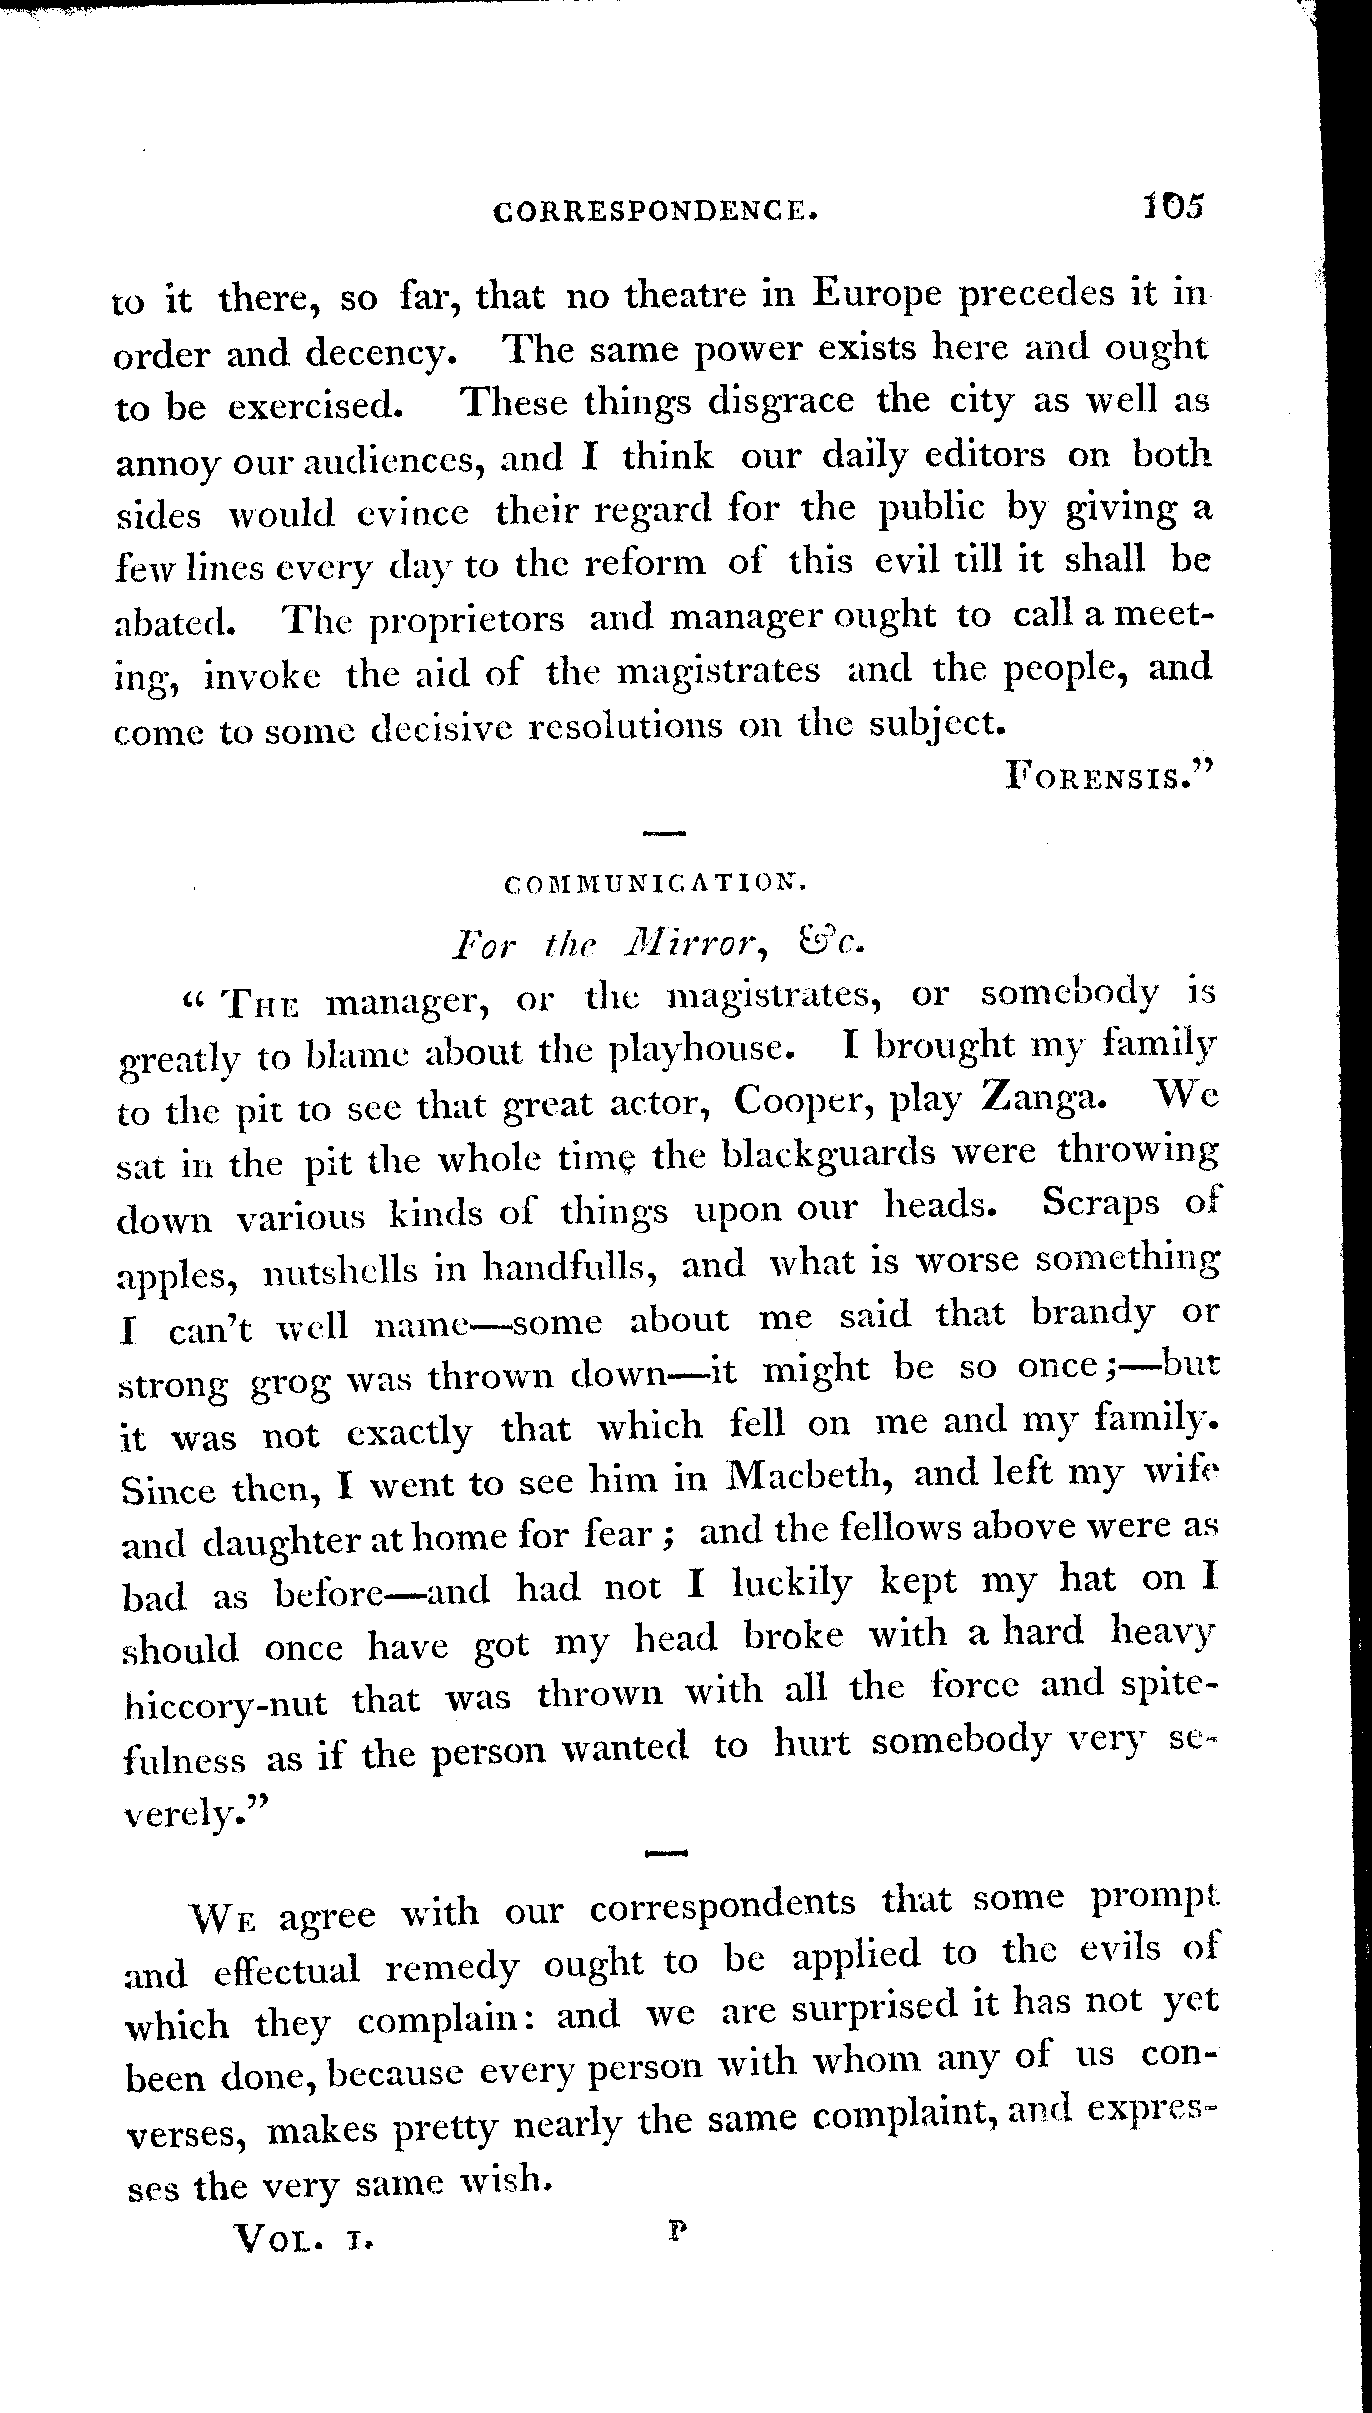 CORRESPONDENCE. 105
to it there, so far, that no theatre in Europe precedes it in
order and decency. The same power exists here and ought
to be exercised. These things disgrace the city as well as
annoy our audiences, and I think our daily editors on both
sides would evince their regard for the public by giving a
few lines every day to the reform of this evil till it shall be
abated. The proprietors and manager ought to call a meet-
ing, invoke the aid of the magistrates and the people, and
come to some decisive resolutions on the subject.
FORENSIS."
COMMUNICATION.
For the Mirror, &c.
" THE manager, or the magistrates, or somebody is
greatly to blame about the playhouse. I brought my family
to the pit to see that great actor, Cooper, play Zanga. We
sat in the pit the whole time the blackguards were throwing
down various kinds of things upon our heads. Scraps of
apples, nutshells in handfulls, and what is worse something
I can't well name—some about me said that brandy or
strong grog was thrown down—it might be so once;—but
it was not exactly that which fell on me and my family.
Since then, I went to see him in Macbeth, and left my wife
and daughter at home for fear ; and the fellows above were as
bad as before—and had not I luckily kept my hat on I
should once have got my head broke with a hard heavy
hiccory-nut that was thrown with all the force and spite-
fulness as if the person wanted to hurt somebody very se-
verely."
WE agree with our correspondents that some prompt
and effectual remedy ought to be applied to the evils of
which they complain: and we are surprised it has not yet
been done, because every person with whom any of us con-
verses, makes pretty nearly the same complaint, and expres-
ses the very same wish.
VOL. I. P